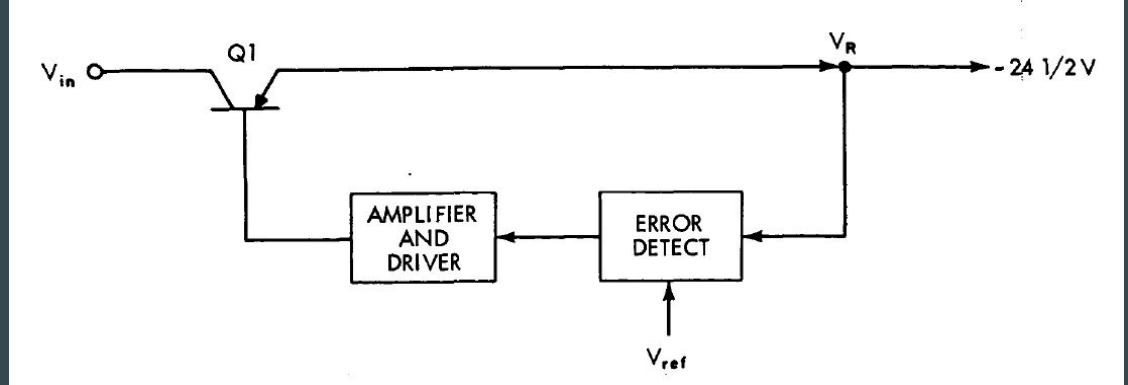 Q1
V_R
V_in
- 24 1/2 V
AMPLIFIER
AND
DRIVER
ERROR
DETECT
V_ref